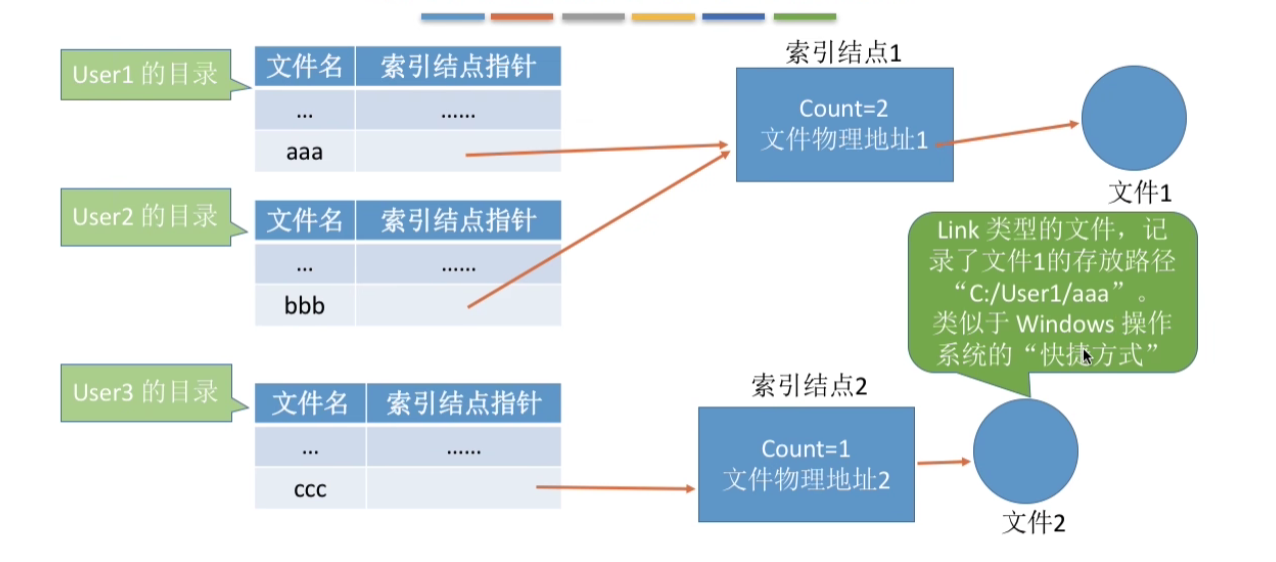 User1 的目录
文件名 索引结点指针
... ......
aaa
User2 的目录
文件名 索引结点指针
... ......
bbb
User3 的目录
文件名 索引结点指针
... ......
ccc
索引结点1
Count=2
文件物理地址1
文件1
Link 类型的文件，记
录了文件1的存放路径
“C:/User1/aaa”。
类似于 Windows 操作
系统的“快捷方式”
索引结点2
Count=1
文件物理地址2
文件2